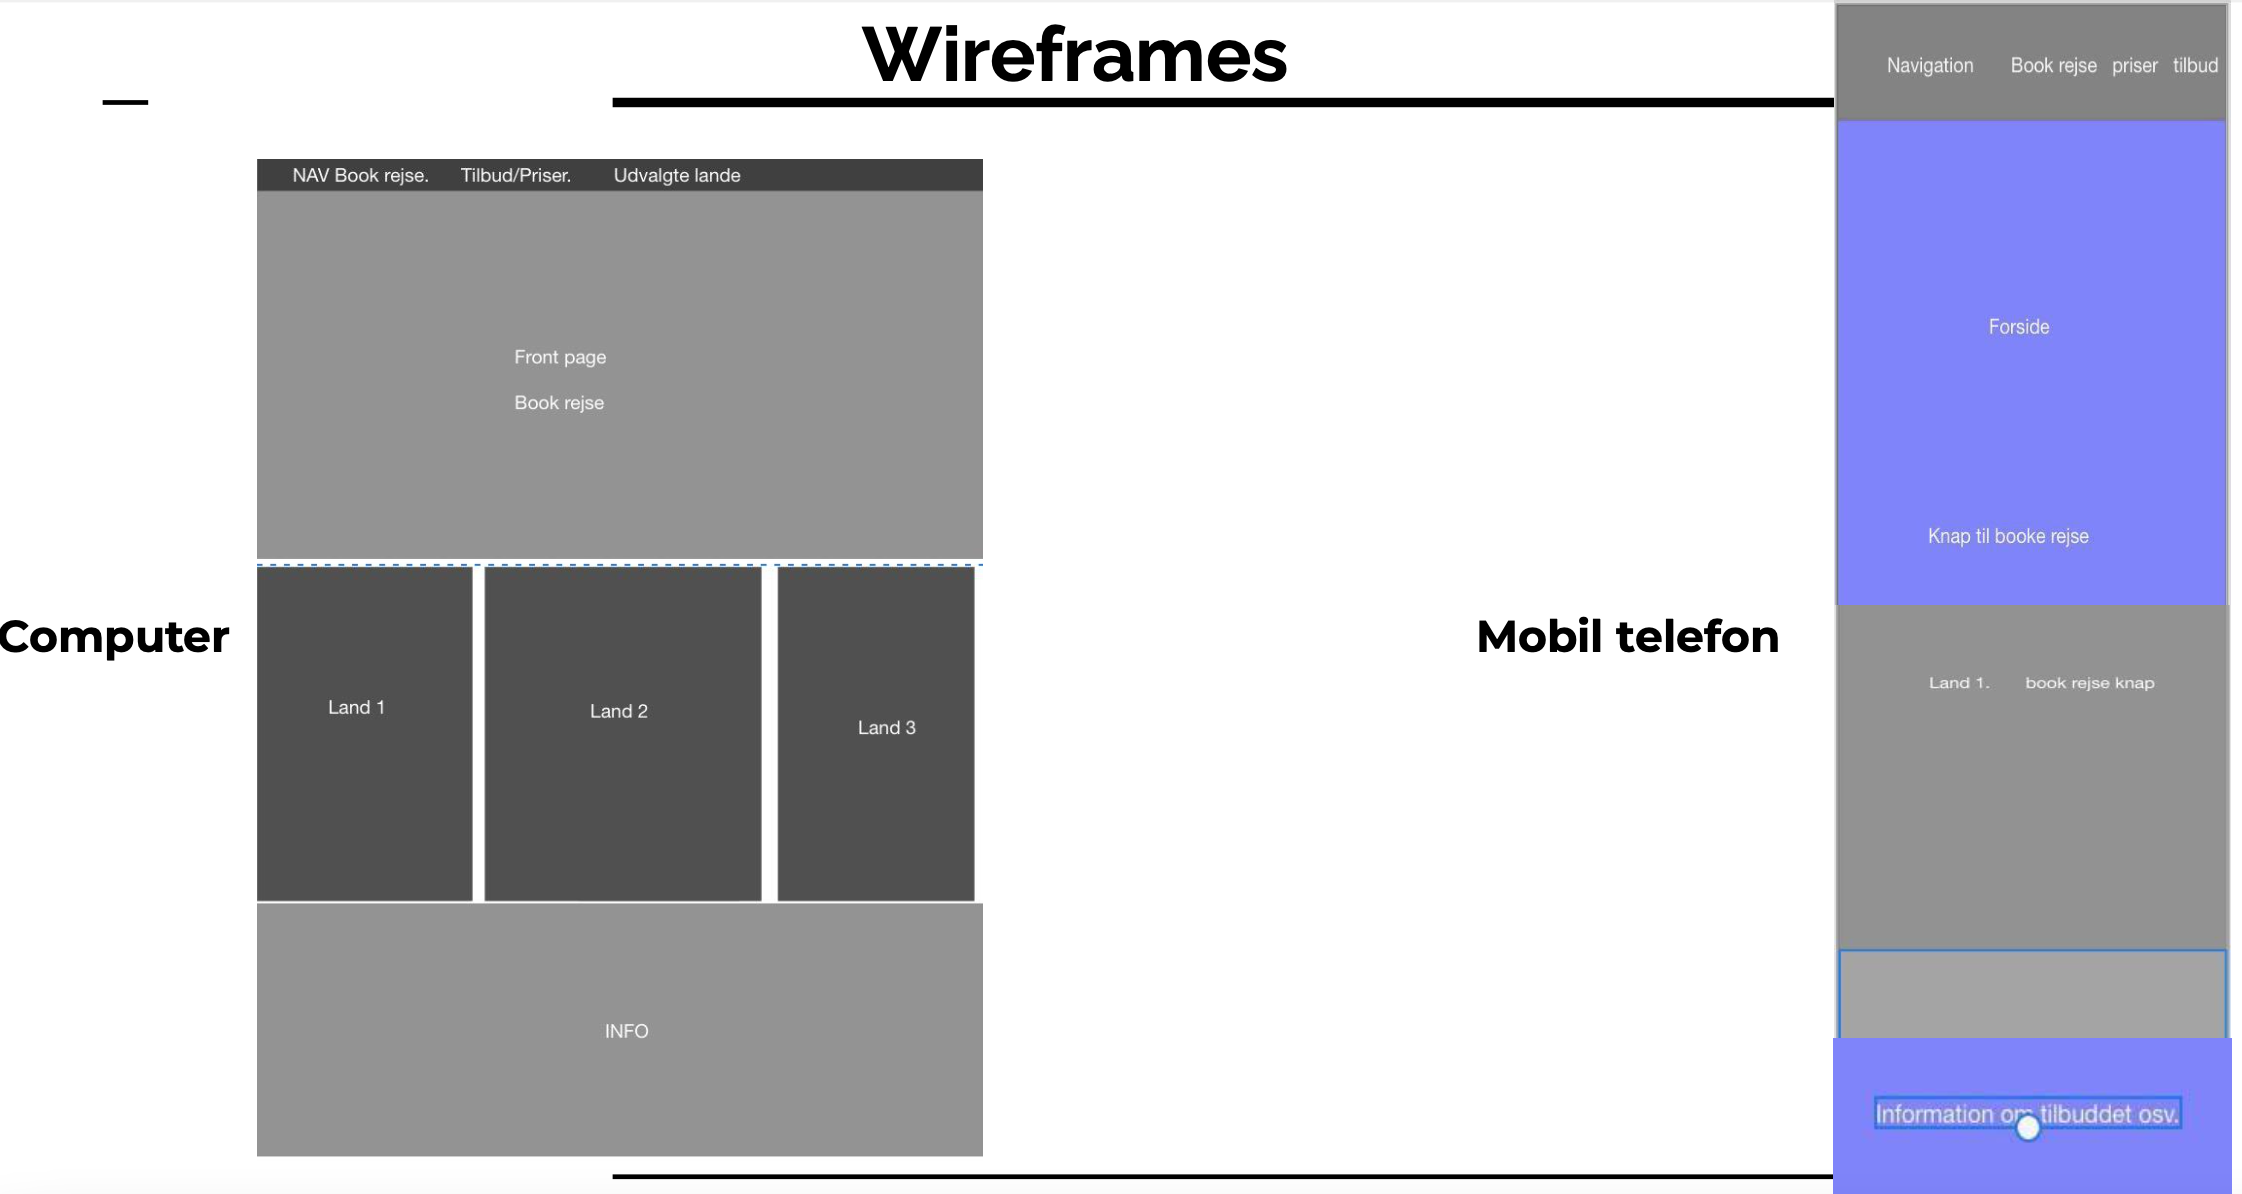 Wireframes
NAV Book rejse. Tilbud/Priser. Udvalgte lande
Front page
Book rejse
Computer
Land 1
Land 2
Land 3
INFO
Mobil telefon
Navigation Book rejse priser tilbud
Forside
Knap til booke rejse
Land 1. book rejse knap
Information om tilbuddet osv.